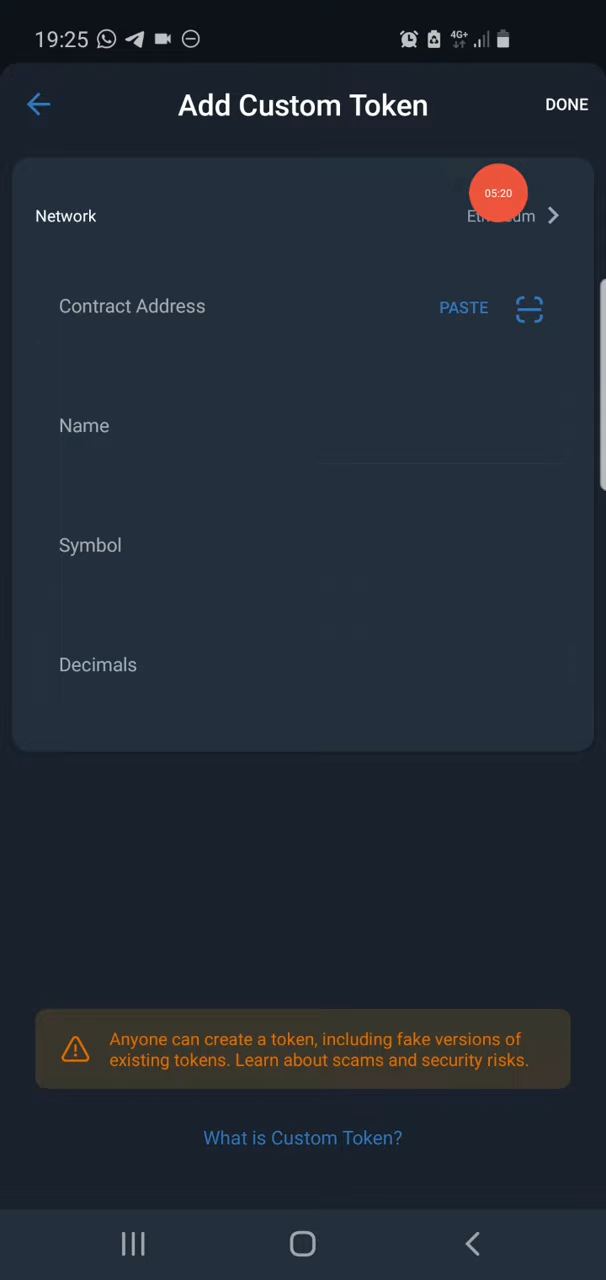 19:25
4G+
Add Custom Token
DONE
05:20
Network
Contract Address
PASTE
Name
Symbol
Decimals
Anyone can create a token, including fake versions of
existing tokens. Learn about scams and security risks.
What is Custom Token?